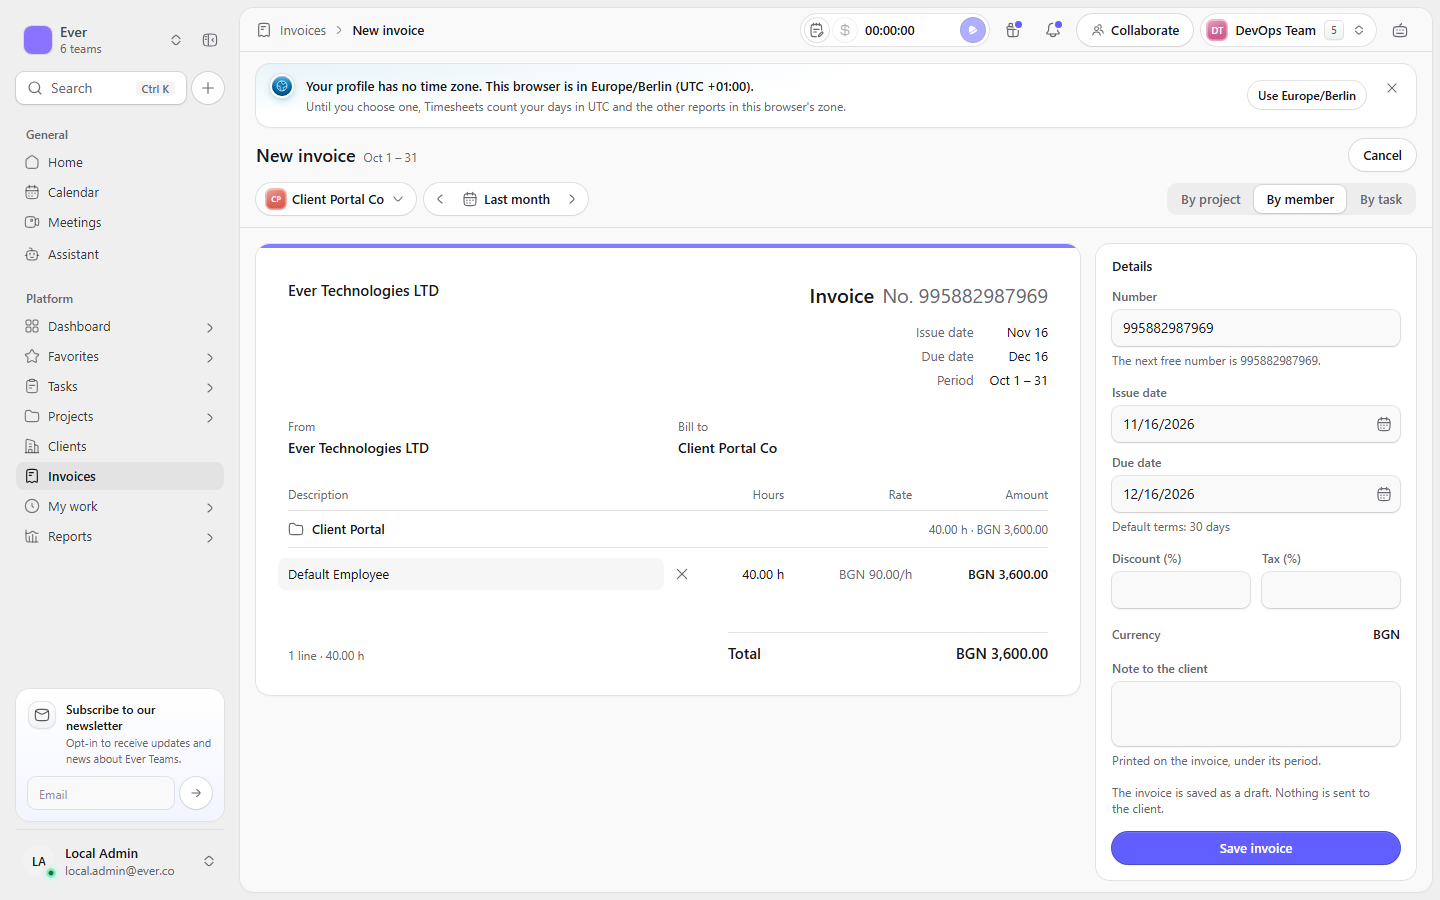 Ever
6 teams
Search
Ctrl K
General
Home
Calendar
Meetings
Assistant
Platform
Dashboard
Favorites
Tasks
Projects
Clients
Invoices
My work
Reports
Subscribe to our
newsletter
Opt-in to receive updates and
news about Ever Teams.
Email
LA
Local Admin
local.admin@ever.co
Invoices
New invoice
00:00:00
Collaborate
DT
DevOps Team
5
Your profile has no time zone. This browser is in Europe/Berlin (UTC +01:00).
Until you choose one, Timesheets count your days in UTC and the other reports in this browser's zone.
Use Europe/Berlin
New invoice
Oct 1 – 31
Cancel
CP
Client Portal Co
Last month
By project
By member
By task
Ever Technologies LTD
Invoice No. 995882987969
Issue date Nov 16
Due date Dec 16
Period Oct 1 – 31
From
Ever Technologies LTD
Bill to
Client Portal Co
Description Hours Rate Amount
Client Portal 40.00 h · BGN 3,600.00
Default Employee 40.00 h BGN 90.00/h BGN 3,600.00
1 line · 40.00 h
Total BGN 3,600.00
Details
Number
995882987969
The next free number is 995882987969.
Issue date
11/16/2026
Due date
12/16/2026
Default terms: 30 days
Discount (%) Tax (%)
Currency BGN
Note to the client
Printed on the invoice, under its period.
The invoice is saved as a draft. Nothing is sent to
the client.
Save invoice